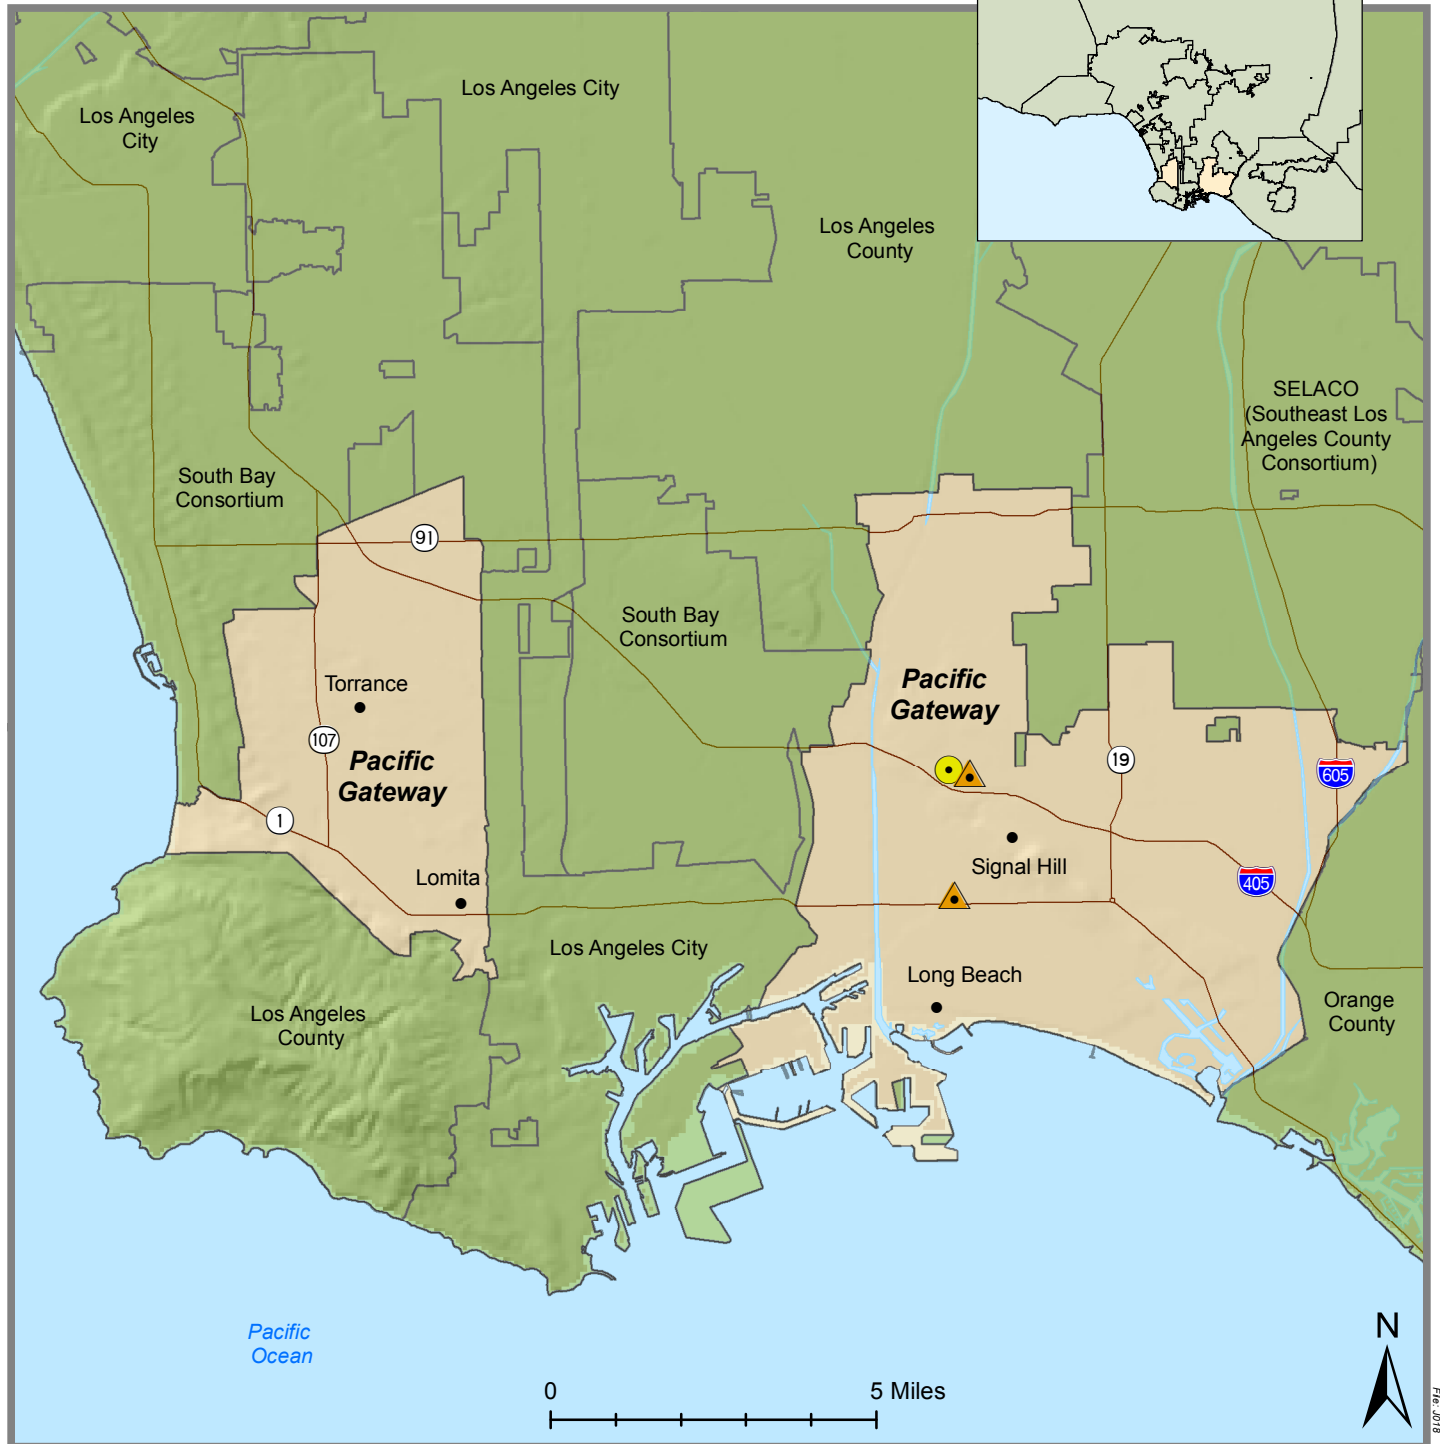 Los Angeles City
Los Angeles
City
Los Angeles
County
SELACO
(Southeast Los
Angeles County
Consortium)
South Bay
Consortium
91
South Bay
Consortium
Torrance
Pacific
Gateway
107
Pacific
Gateway
19
605
1
Signal Hill
Lomita
405
Los Angeles City
Long Beach
Los Angeles
County
Orange
County
Pacific
Ocean
N
0
5 Miles
File: J018